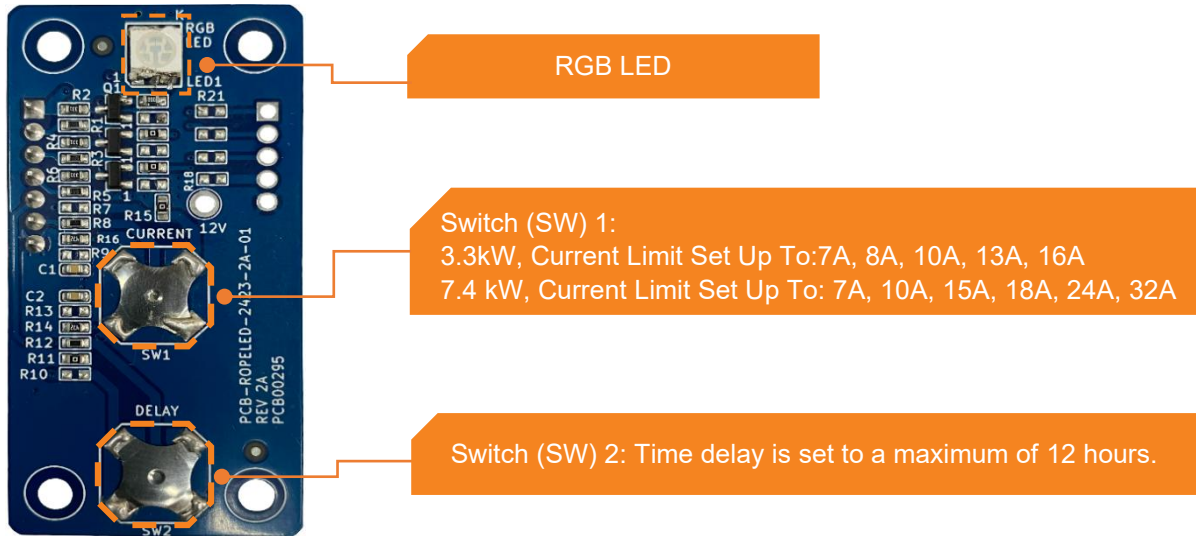 K
RGB
LED
LED1
Q1
R2
R21
R1
R4
R3
R6
R18
R5
1
R7
R8
R15
12V
R16
CURRENT
R9
C1
C2
R13
R14
R12
R11
R10
SW1
DELAY
SW2
PCB-ROPELED-2423-2A-01
REV 2A
PCB00295
RGB LED
Switch (SW) 1:
3.3kW, Current Limit Set Up To:7A, 8A, 10A, 13A, 16A
7.4 kW, Current Limit Set Up To: 7A, 10A, 15A, 18A, 24A, 32A
Switch (SW) 2: Time delay is set to a maximum of 12 hours.